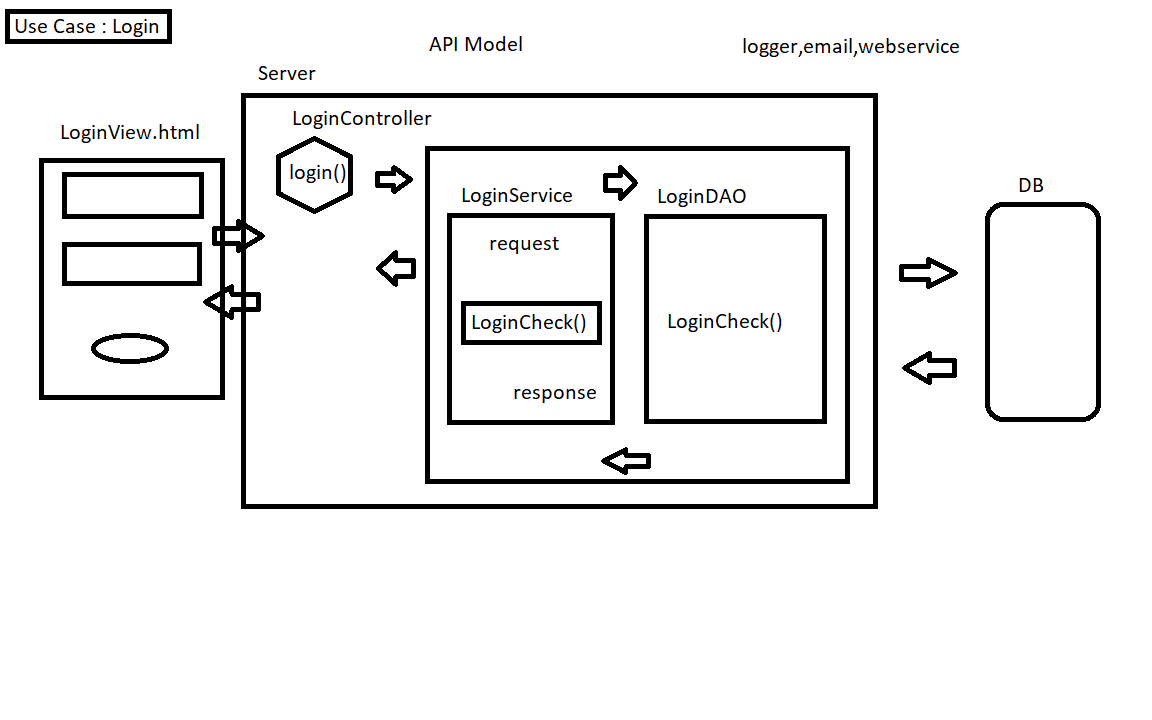 Use Case : Login
API Model
logger,email,webservice
Server
LoginController
LoginView.html
login()
LoginService
LoginDAO
DB
request
LoginCheck()
LoginCheck()
response